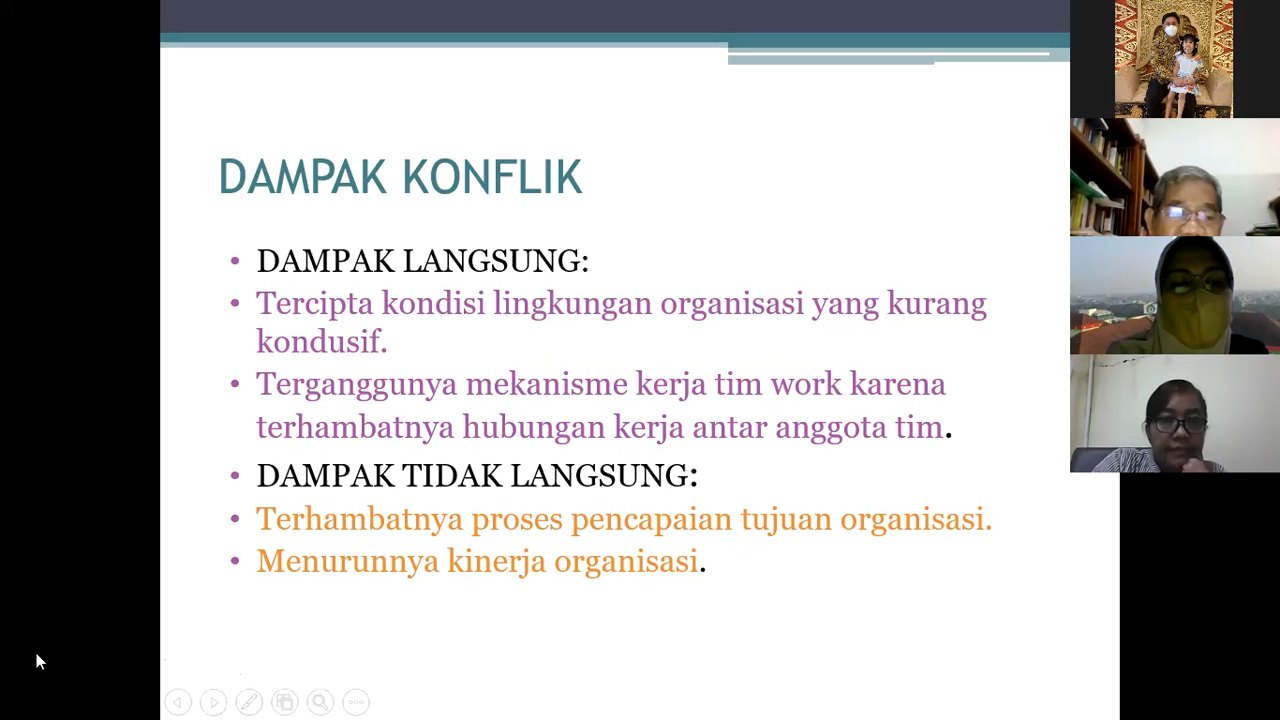 DAMPAK KONFLIK
• DAMPAK LANGSUNG:
• Tercipta kondisi lingkungan organisasi yang kurang
kondusif.
• Terganggunya mekanisme kerja tim work karena
terhambatnya hubungan kerja antar anggota tim.
• DAMPAK TIDAK LANGSUNG:
• Terhambatnya proses pencapaian tujuan organisasi.
• Menurunnya kinerja organisasi.